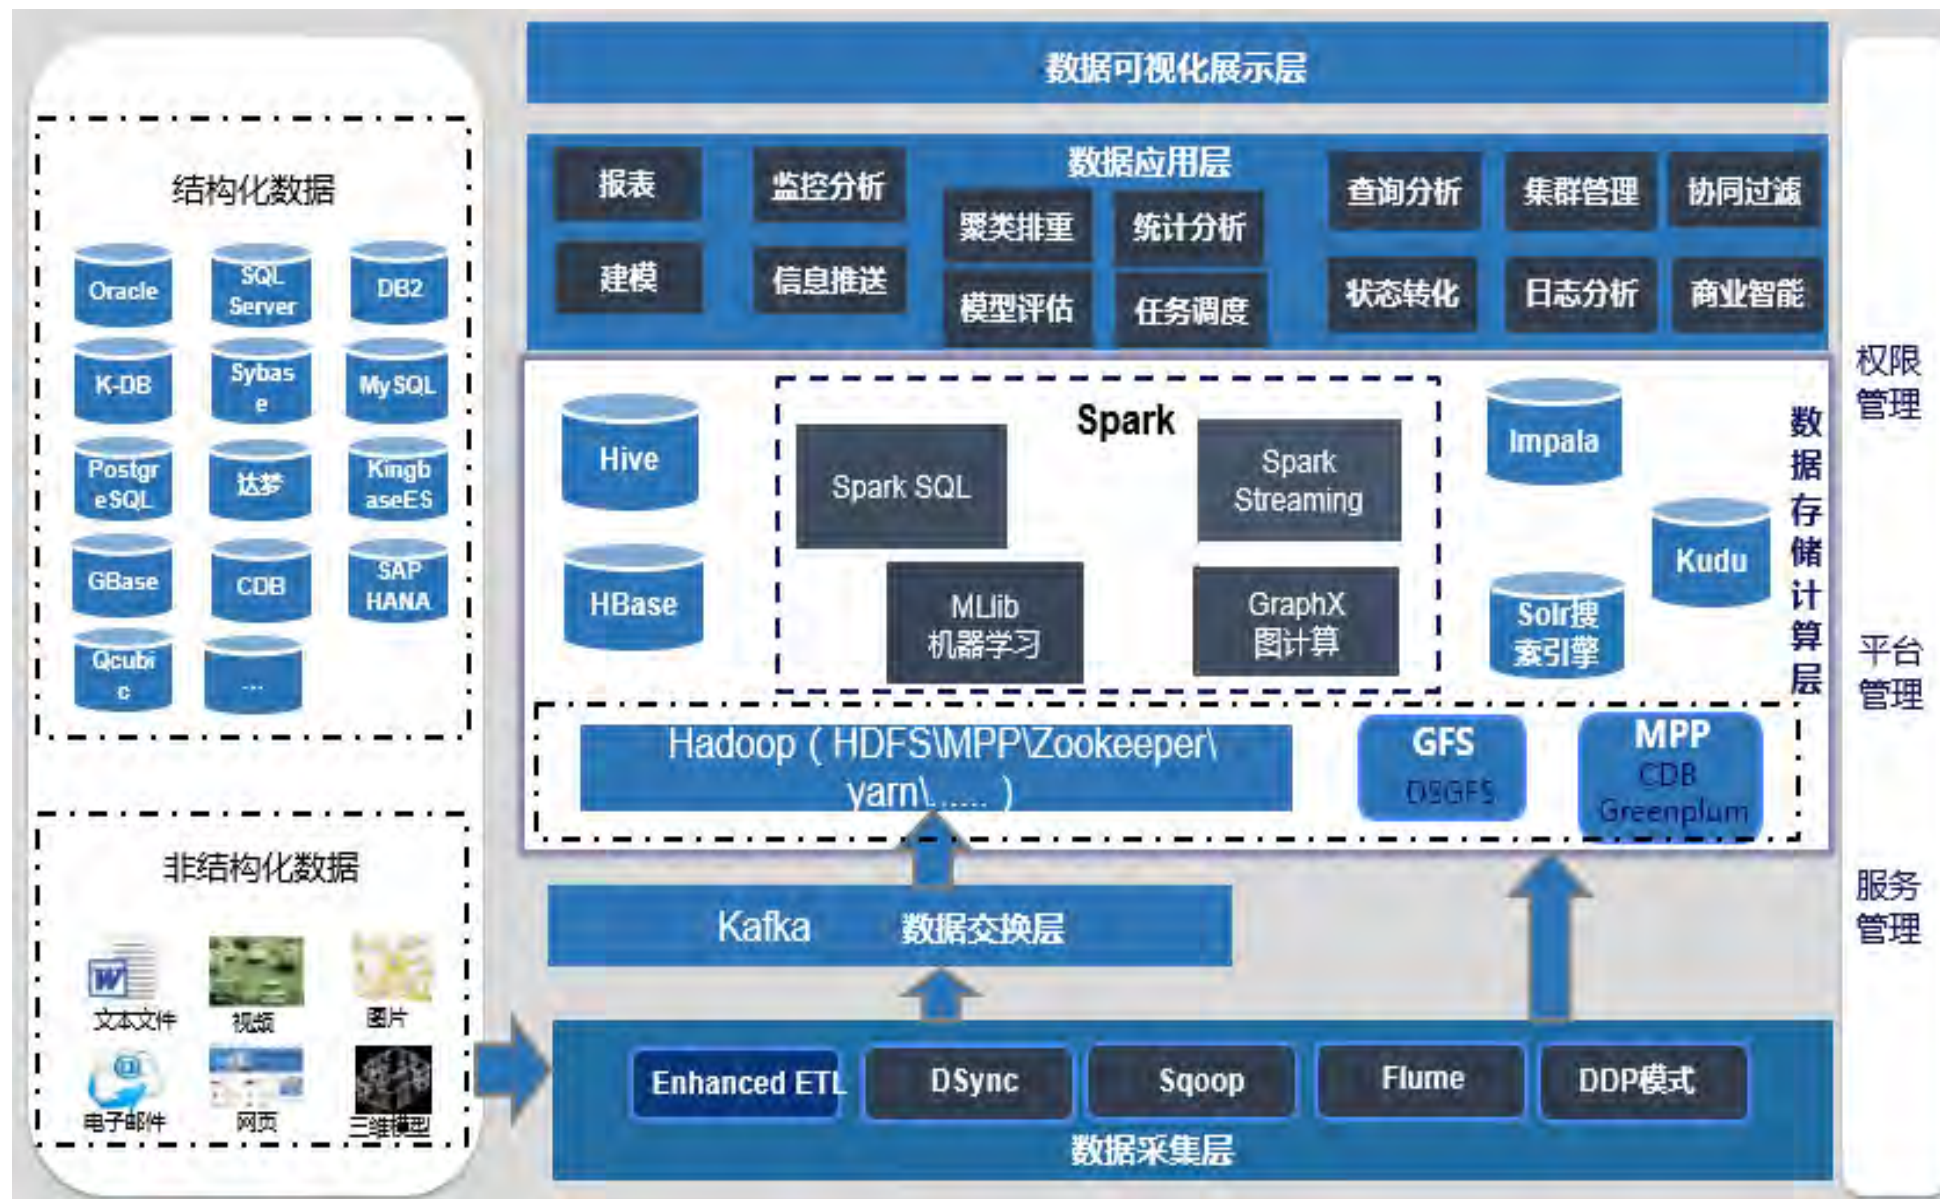 结构化数据
Oracle
SQL
Server
DB2
K-DB
Sybas
e
MySQL
Postgr
eSQL
达梦
Kingb
aseES
GBase
CDB
SAP
HANA
Qcubi
c
...
非结构化数据
文本文件
视频
图片
电子邮件
网页
三维模型
数据可视化展示层
数据应用层
报表
监控分析
聚类排重
统计分析
查询分析
集群管理
协同过滤
建模
信息推送
模型评估
任务调度
状态转化
日志分析
商业智能
数据存储计算层
Hive
HBase
Spark
Spark SQL
Spark
Streaming
MLlib
机器学习
GraphX
图计算
Impala
Kudu
Solr搜
索引擎
Hadoop（HDFS\MPP\Zookeeper\
yarn\......）
GFS
DSGFS
MPP
CDB
Greenplum
Kafka 数据交换层
Enhanced ETL
DSync
Sqoop
Flume
DDP模式
数据采集层
权限
管理
平台
管理
服务
管理